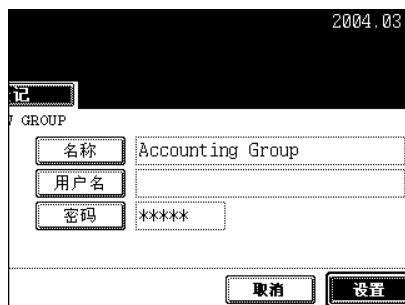 2004.03
记
GROUP
名称 Accounting Group
用户名
密码 *****
取消 设置